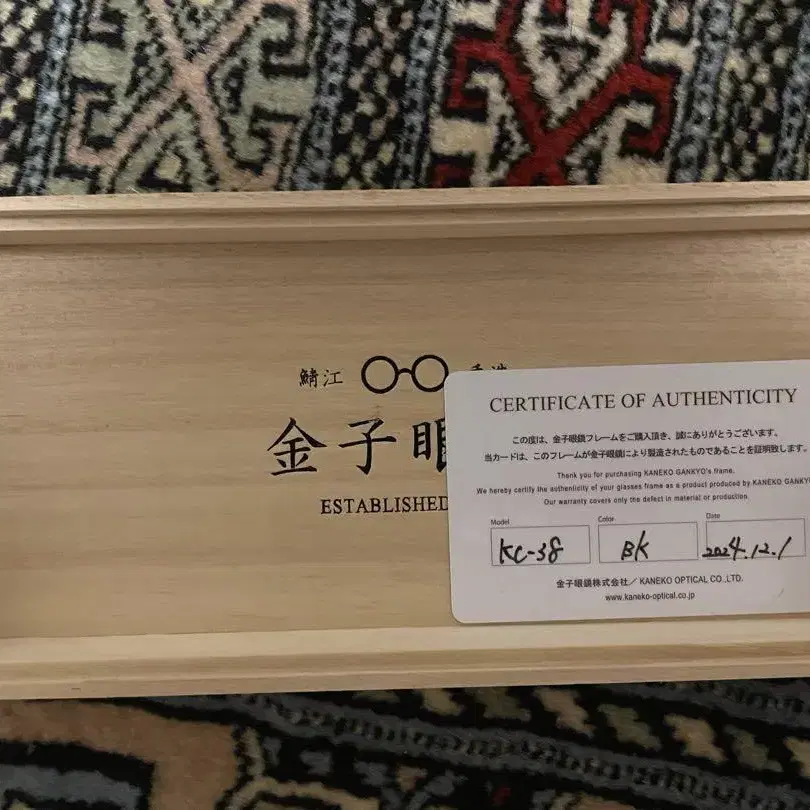 鯖江
金子眼
ESTABLISHED
CERTIFICATE OF AUTHENTICITY
この度は、金子眼鏡フレームをご購入頂き、誠にありがとうございます。
当カードは、このフレームが金子眼鏡により製造されたものであることを証明致します。
Thank you for purchasing KANEKO GANKYO's frame.
We hereby certify the authenticity of your glasses frame as a product produced by KANEKO GANKYO
Our warranty covers only the defect in material or production.
Model
KC-38
Color
BK
Date
2024.12.1
金子眼鏡株式会社/ KANEKO OPTICAL CO.,LTD.
www.kaneko-optical.co.jp